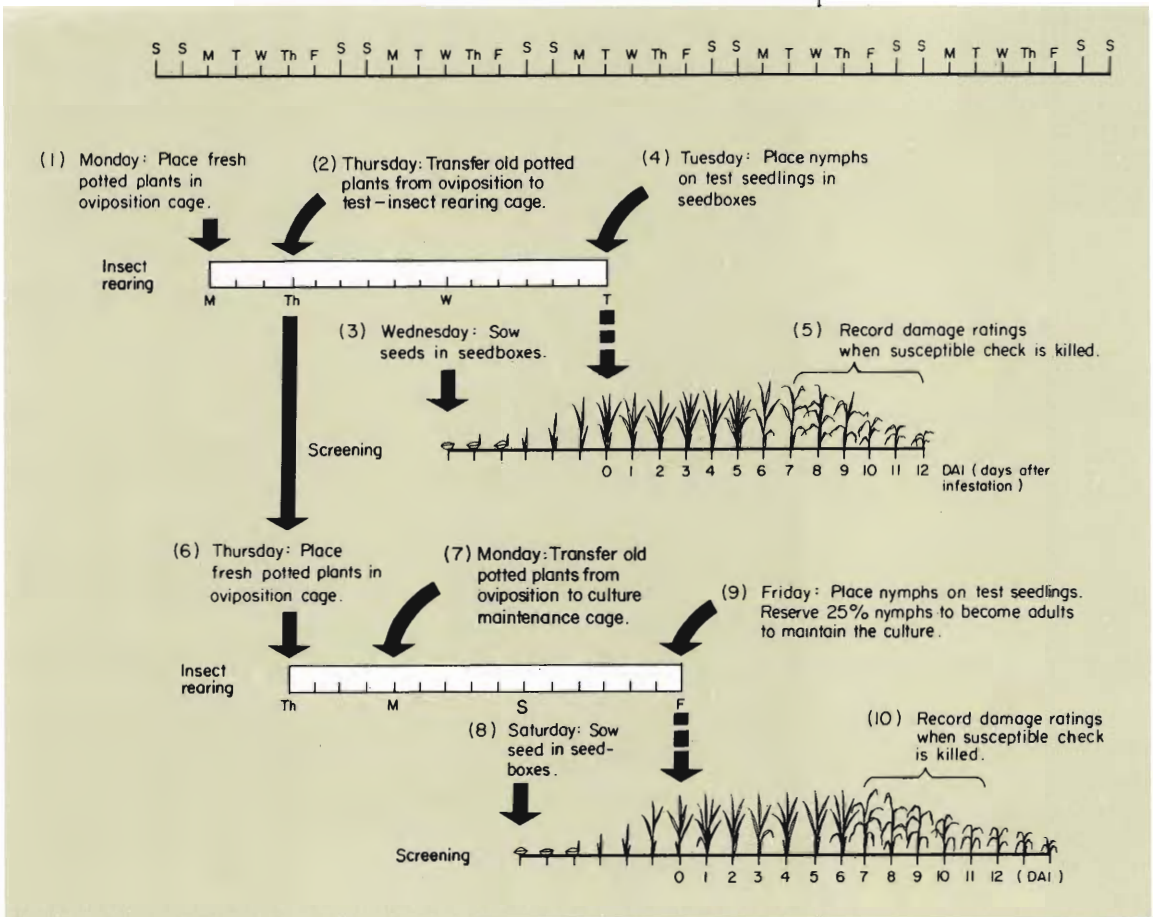 S S M T W Th F S S M T W Th F S S M T W Th F S S M T W Th F S S M T W Th F S S
(1) Monday: Place fresh
potted plants in
oviposition cage.
(2) Thursday: Transfer old potted
plants from oviposition to
test-insect rearing cage.
(4) Tuesday: Place nymphs
on test seedlings in
seedboxes
Insect
rearing
M Th W T
(3) Wednesday: Sow
seeds in seedboxes.
(5) Record damage ratings
when susceptible check is killed.
Screening
0 1 2 3 4 5 6 7 8 9 10 11 12 DAI (days after
infestation)
(6) Thursday: Place
fresh potted plants in
oviposition cage.
(7) Monday: Transfer old
potted plants from
oviposition to culture
maintenance cage.
(9) Friday: Place nymphs on test seedlings.
Reserve 25% nymphs to become adults
to maintain the culture.
Insect
rearing
Th M S F
(8) Saturday: Sow
seed in seed-
boxes.
(10) Record damage ratings
when susceptible check
is killed.
Screening
0 1 2 3 4 5 6 7 8 9 10 11 12 (DAI)